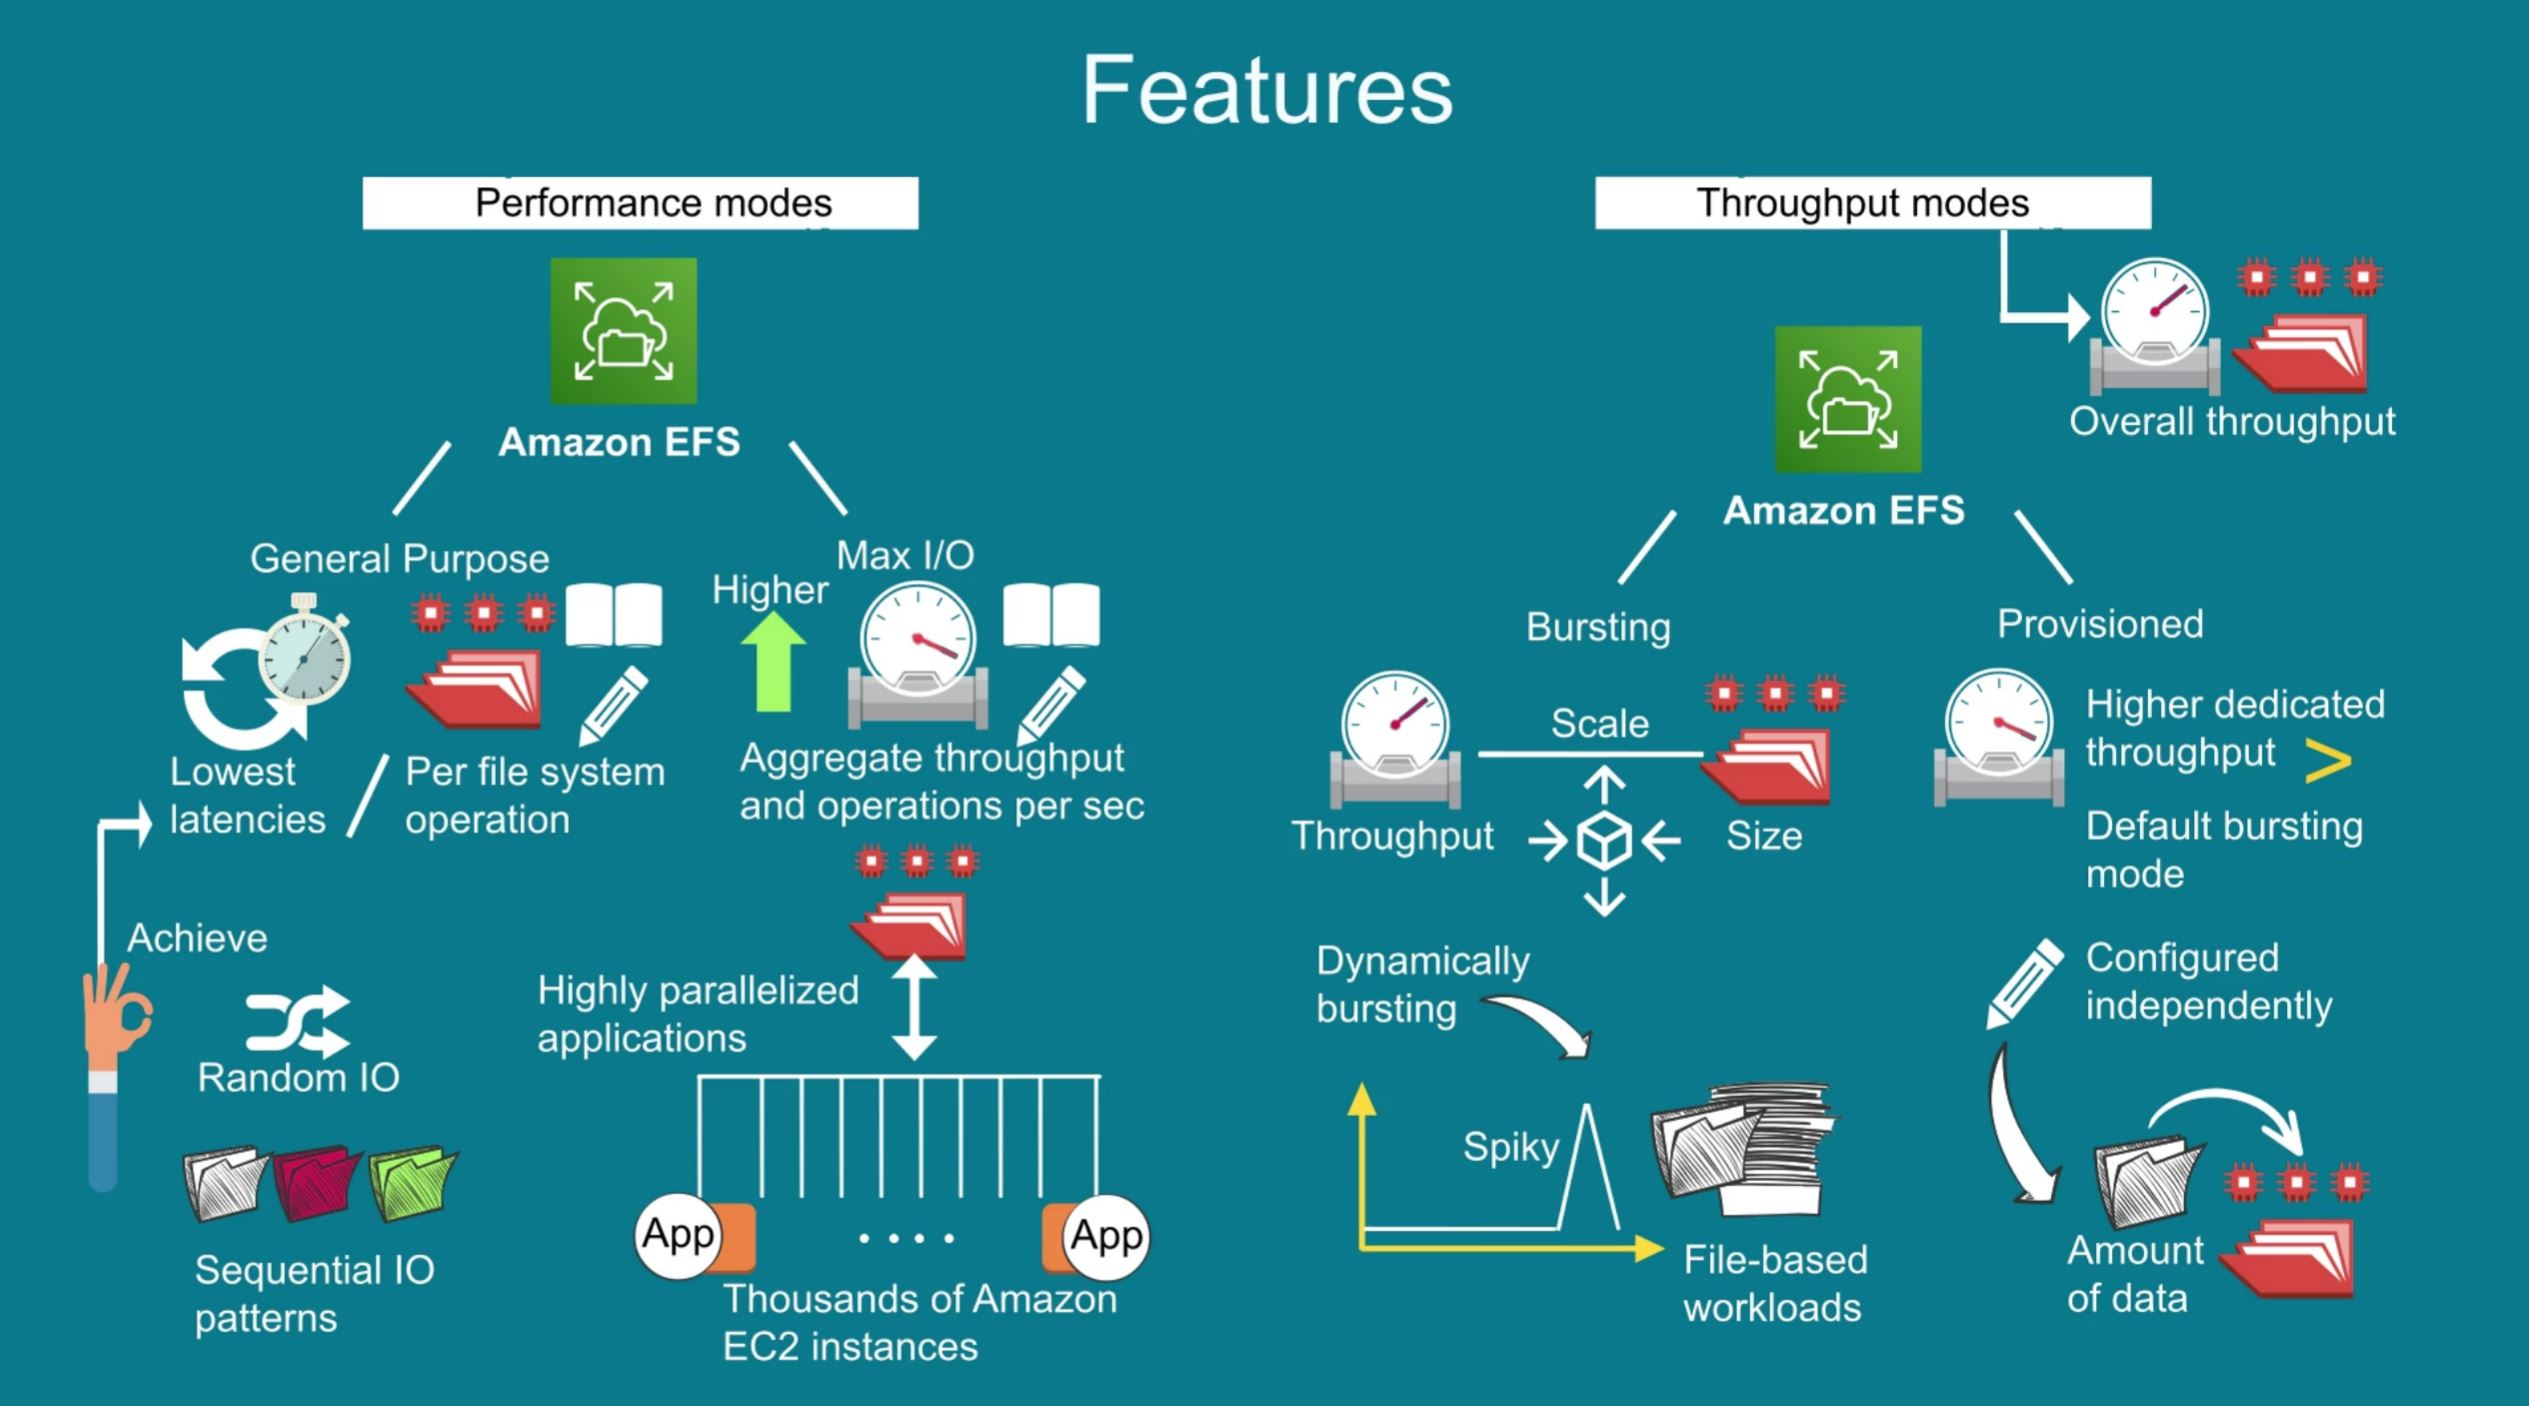 Features
Performance modes
Amazon EFS
General Purpose
Lowest
latencies
Per file system
operation
Achieve
Random IO
Sequential IO
patterns
Max I/O
Higher
Aggregate throughput
and operations per sec
Highly parallelized
applications
App
App
Thousands of Amazon
EC2 instances
Throughput modes
Overall throughput
Amazon EFS
Bursting
Scale
Throughput
Size
Dynamically
bursting
Spiky
File-based
workloads
Provisioned
Higher dedicated
throughput >
Default bursting
mode
Configured
independently
Amount
of data